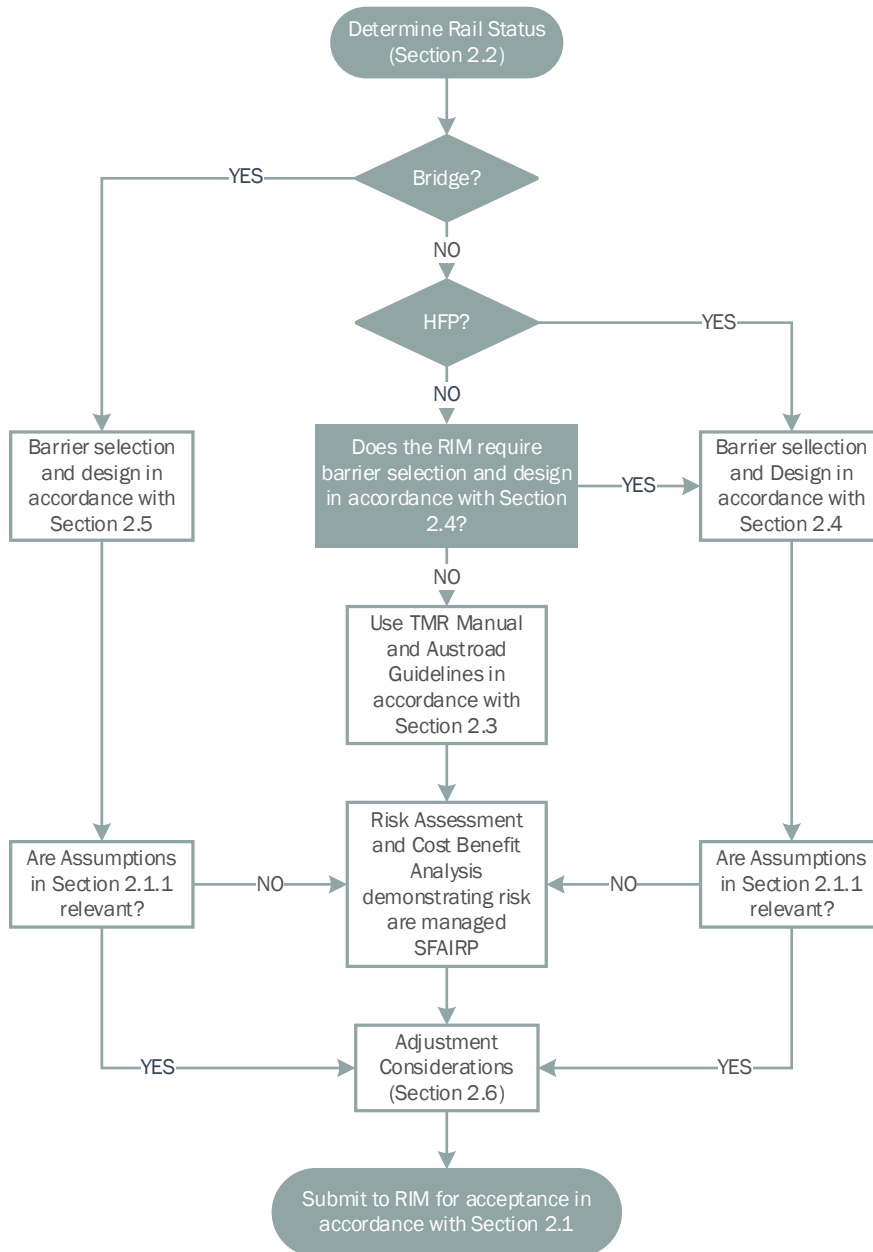 Determine Rail Status
(Section 2.2)
YES
Bridge?
NO
HFP?
YES
NO
Barrier selection
and design in
accordance with
Section 2.5
Does the RIM require
barrier selection and design
in accordance with Section
2.4?
YES
Barrier sellection
and Design in
accordance with
Section 2.4
NO
Use TMR Manual
and Austroad
Guidelines in
accordance with
Section 2.3
Are Assumptions
in Section 2.1.1
relevant?
NO
Risk Assessment
and Cost Benefit
Analysis
demonstrating risk
are managed
SFAIRP
NO
Are Assumptions
in Section 2.1.1
relevant?
YES
Adjustment
Considerations
(Section 2.6)
YES
Submit to RIM for acceptance in
accordance with Section 2.1